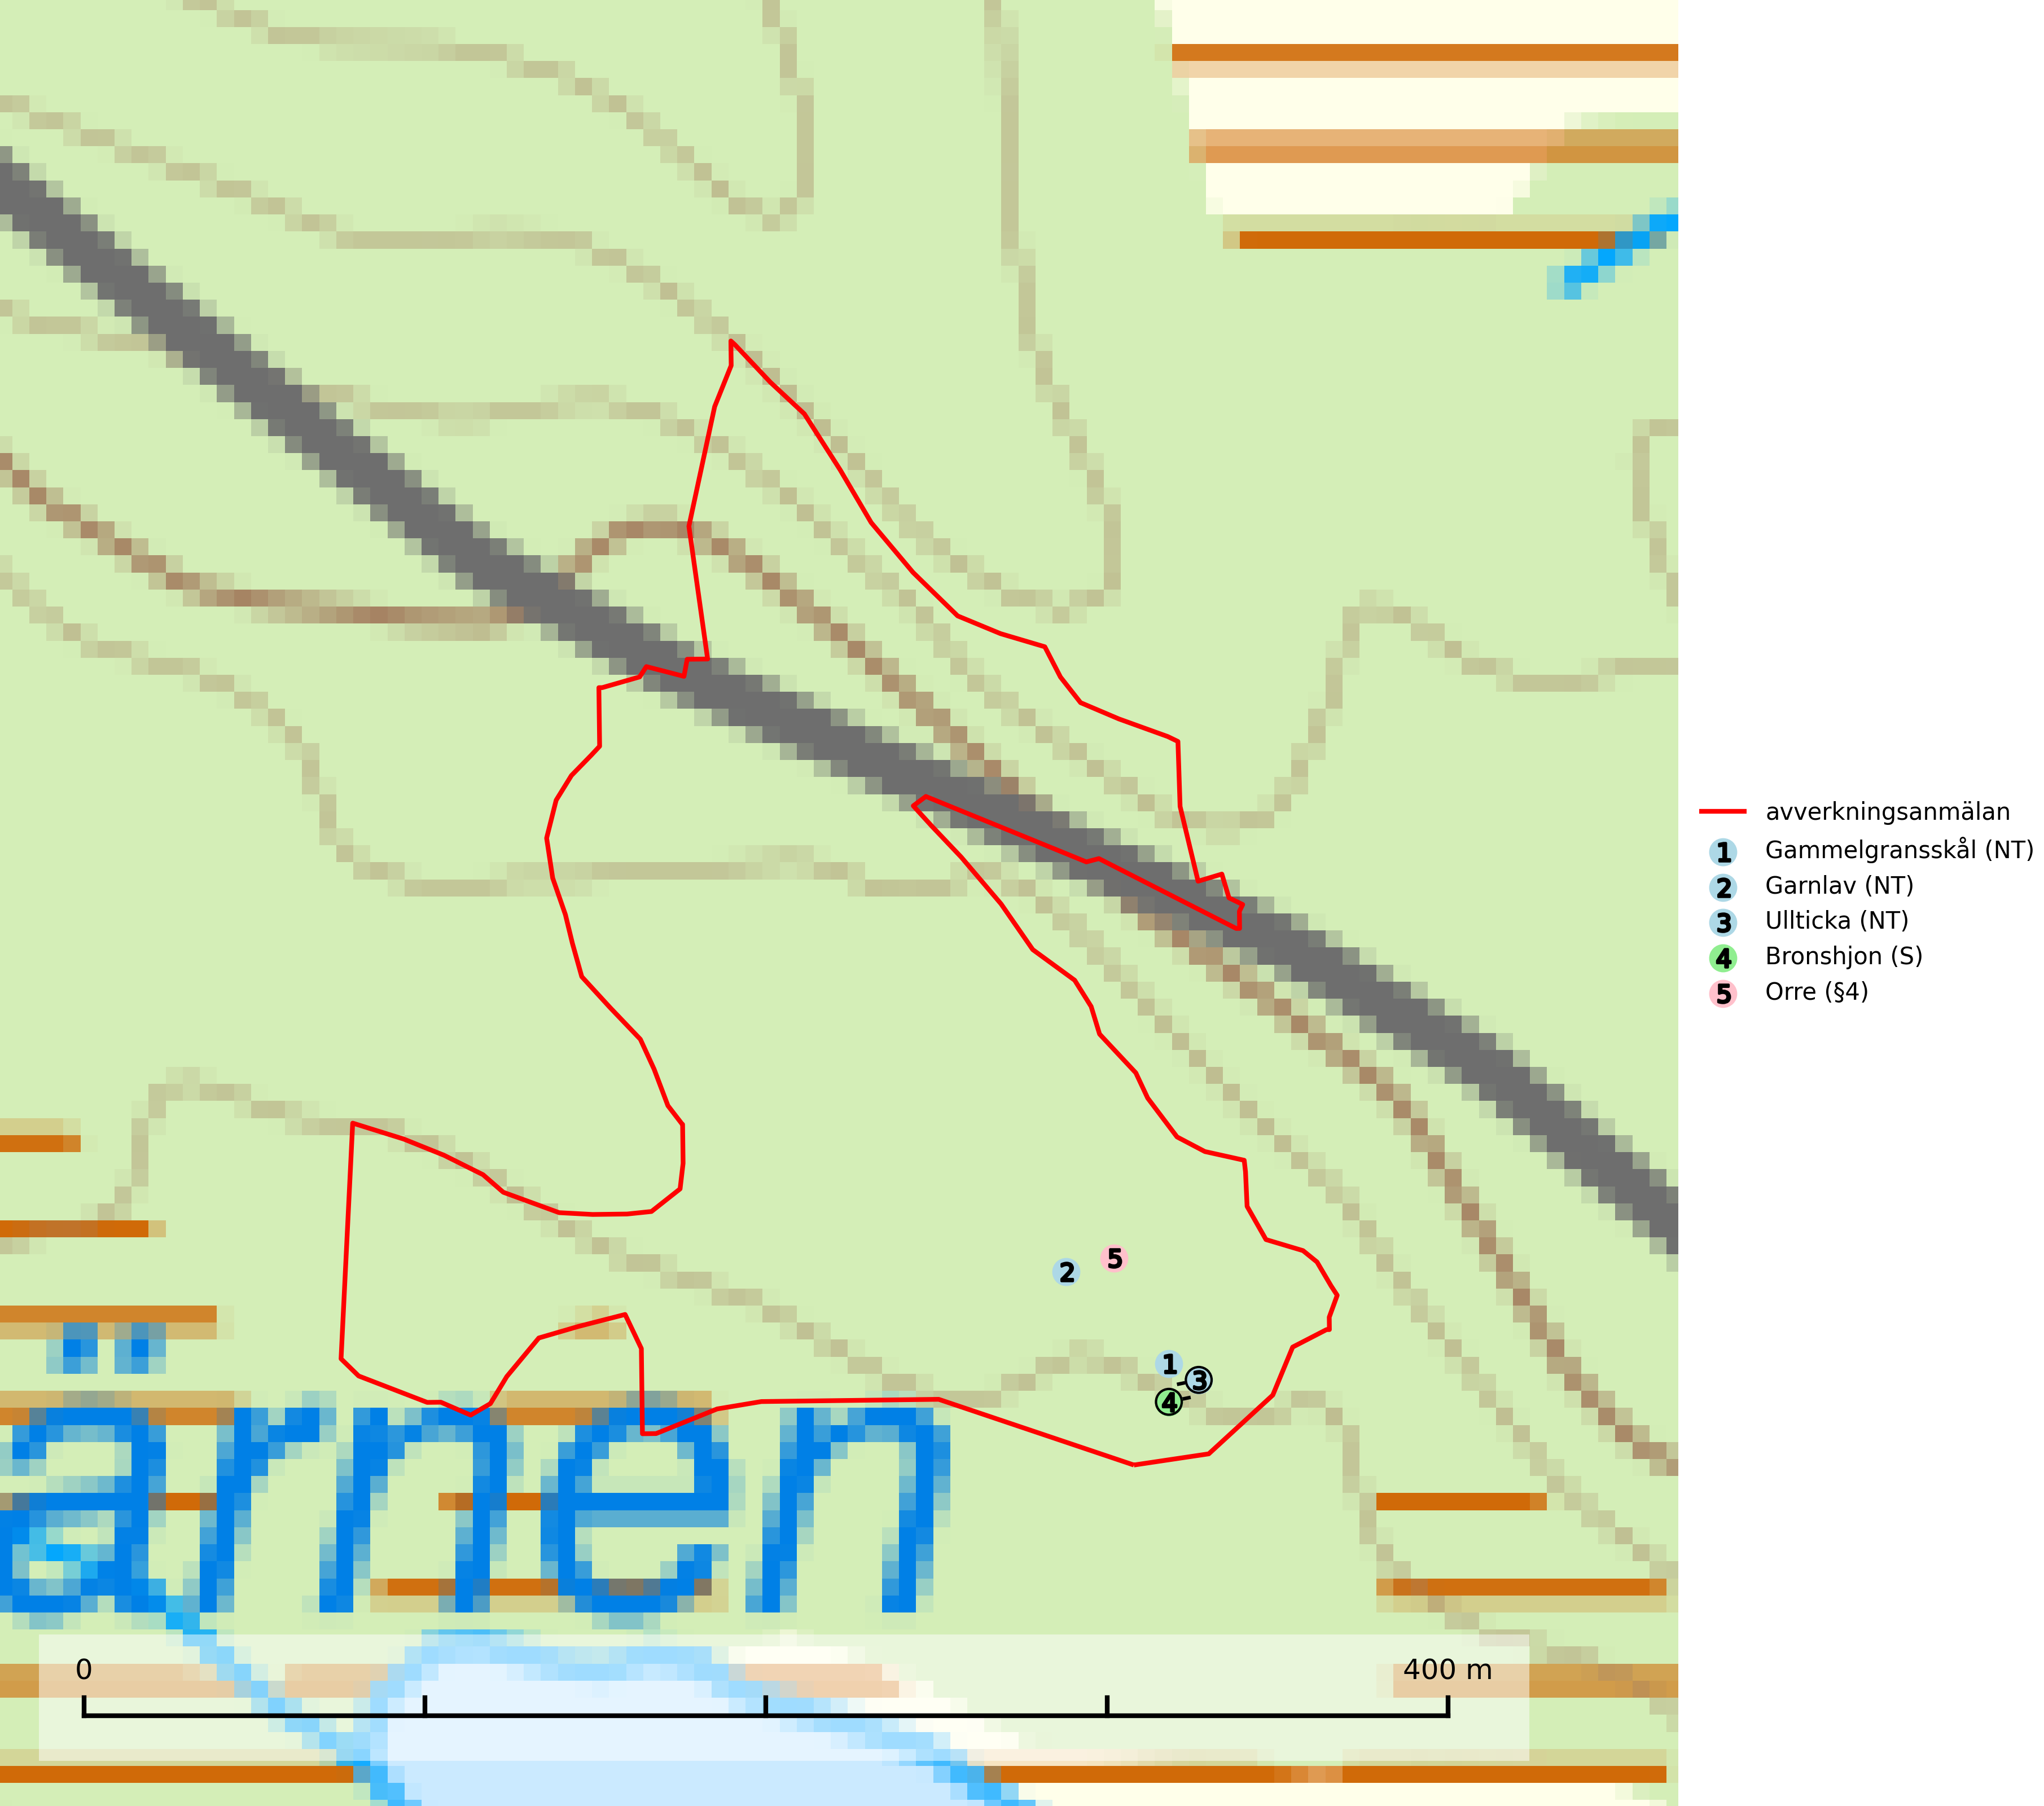 avverkningsanmälan
1 Gammelgransskål (NT)
2 Garnlav (NT)
3 Ullticka (NT)
4 Bronshjon (S)
5 Orre (§4)
5
2
1
3
4
ärnen
0 400 m